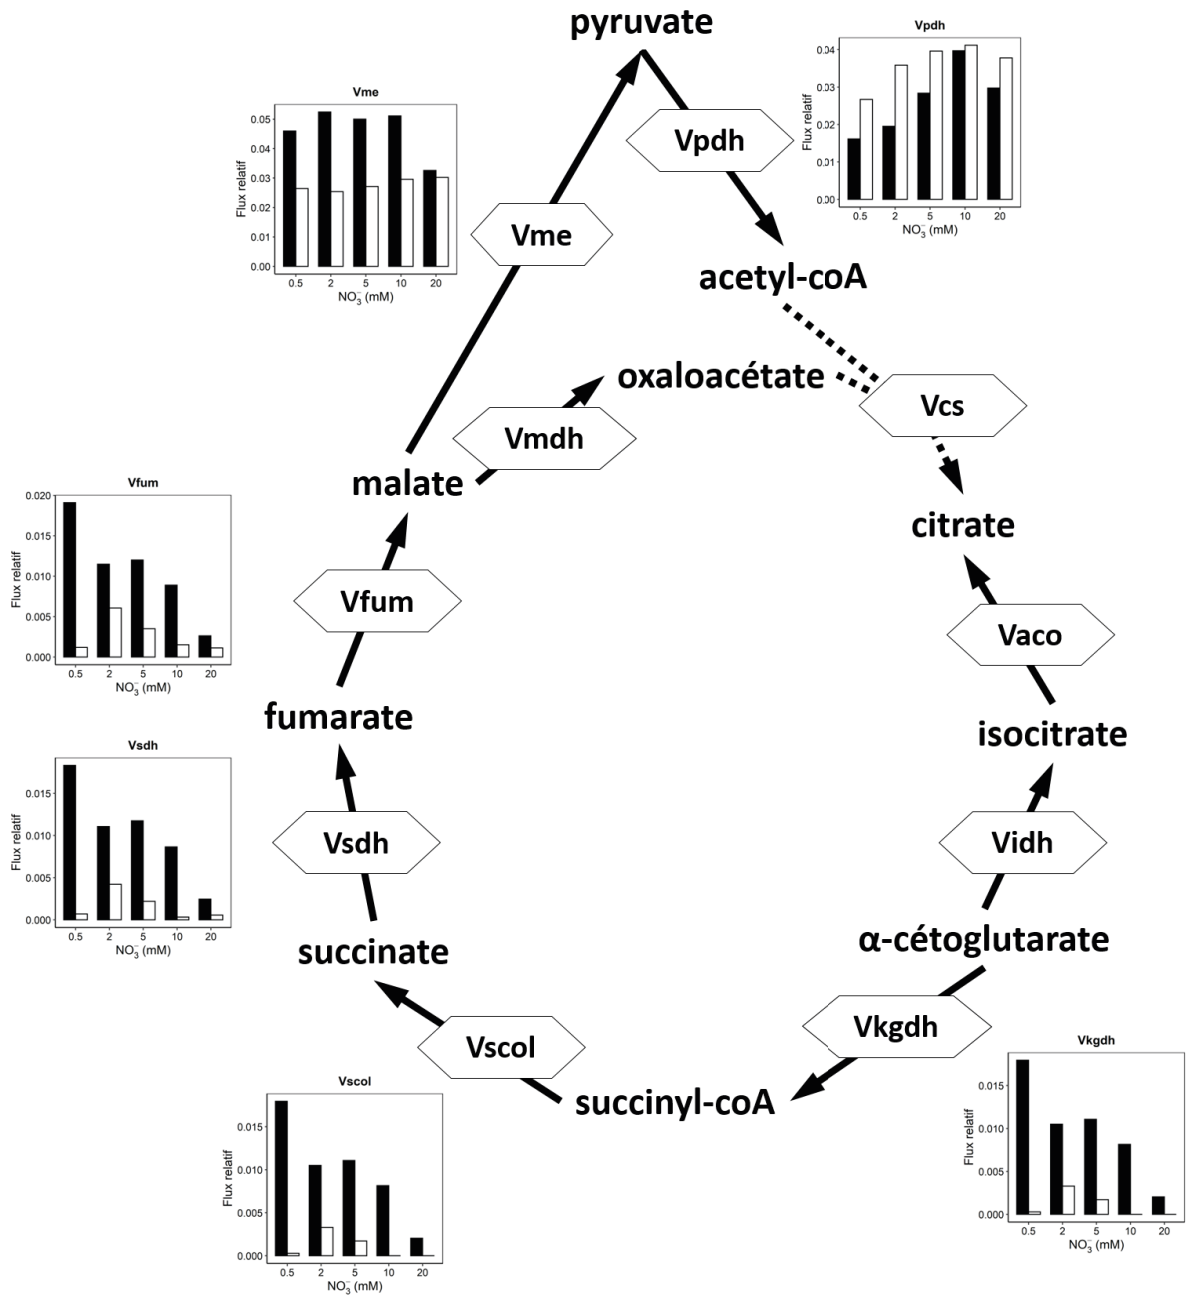 pyruvate
Vpdh
Flux relatif
0.04
0.03
0.02
0.01
0.00
0.5 2 5 10 20
NO₃⁻ (mM)
Vme
Flux relatif
0.05
0.04
0.03
0.02
0.01
0.00
0.5 2 5 10 20
NO₃⁻ (mM)
Vpdh
Vme
acetyl-coA
oxaloacétate
Vcs
Vmdh
malate
citrate
Vfum
Flux relatif
0.020
0.015
0.010
0.005
0.000
0.5 2 5 10 20
NO₃⁻ (mM)
Vfum
Vaco
fumarate
isocitrate
Vsdh
Flux relatif
0.015
0.010
0.005
0.000
0.5 2 5 10 20
NO₃⁻ (mM)
Vsdh
Vidh
succinate
α-cétoglutarate
Vkgdh
Vscol
succinyl-coA
Vscol
Flux relatif
0.015
0.010
0.005
0.000
0.5 2 5 10 20
NO₃⁻ (mM)
Vkgdh
Flux relatif
0.015
0.010
0.005
0.000
0.5 2 5 10 20
NO₃⁻ (mM)